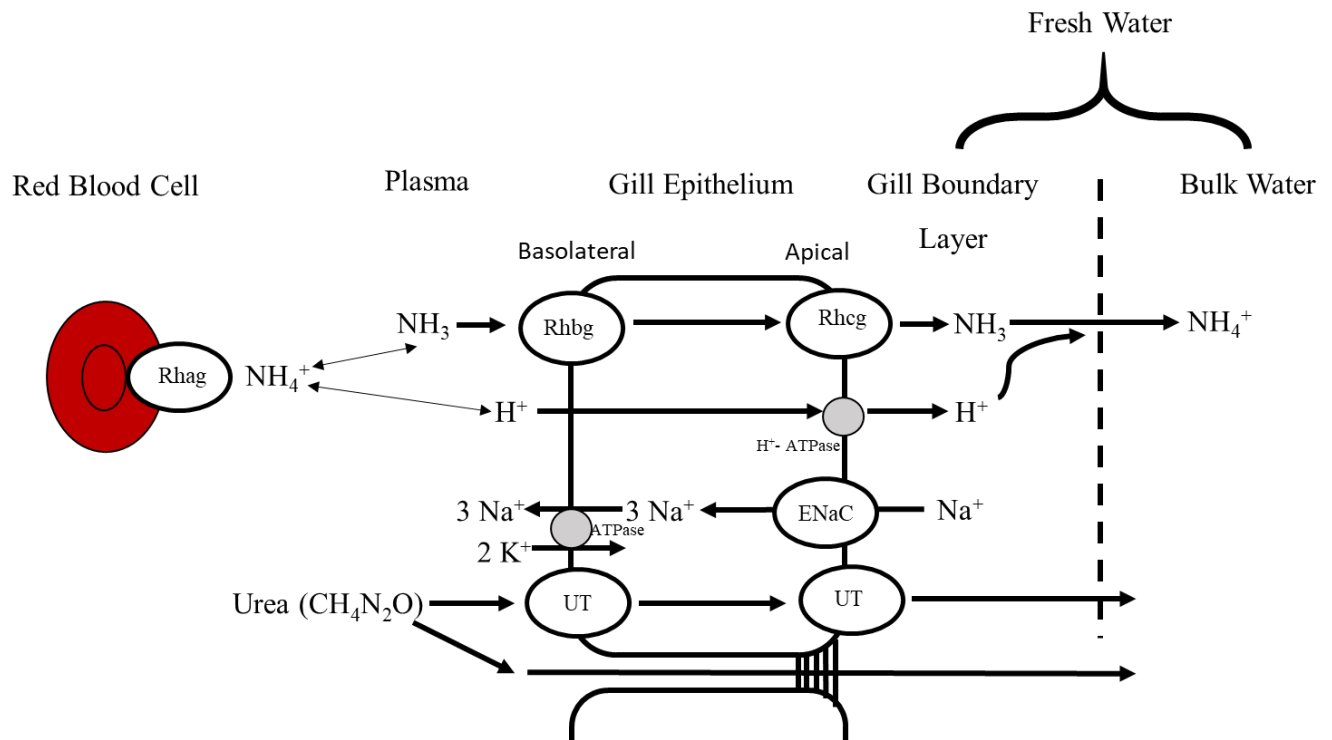 Fresh Water
Red Blood Cell
Plasma
Gill Epithelium
Gill Boundary
Layer
Bulk Water
Basolateral
Apical
Rhag
NH₄⁺
NH₃
Rhbg
Rhcg
NH₃
NH₄⁺
H⁺
H⁺
H⁺- ATPase
3 Na⁺
ATPase
3 Na⁺
ENaC
Na⁺
2 K⁺
Urea (CH₄N₂O)
UT
UT